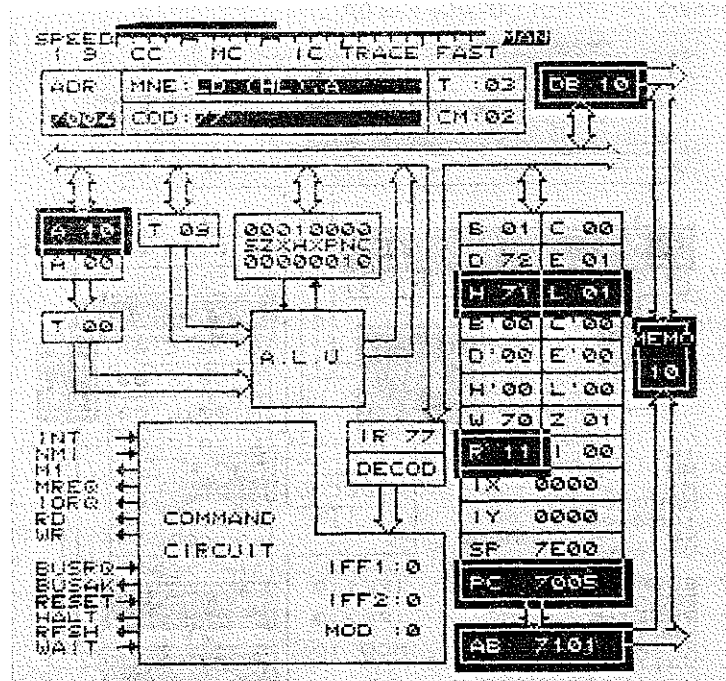 SPEED MAN
1 9 CC MC IC TRACE FAST
ADR MNE: T :03
COD: CM:02
DB 10
A 10 T 09 00010000 B 01 C 00
SZXHXPNC
A 00 00000010 D 72 E 01
H 71 L 01
T 00 B'00 C'00
A.L.U D'00 E'00
MEMO
10
H'00 L'00
W 70 Z 01
IR 77 R 11 I 00
DECOD
IX 0000
IY 0000
SP 7E00
PC 7005
AB 7101
INT
NMI
M1
MREQ
IORQ
RD
WR
COMMAND
CIRCUIT
BUSRQ
BUSAK
RESET
HALT
RFSH
WAIT
IFF1:0
IFF2:0
MOD :0